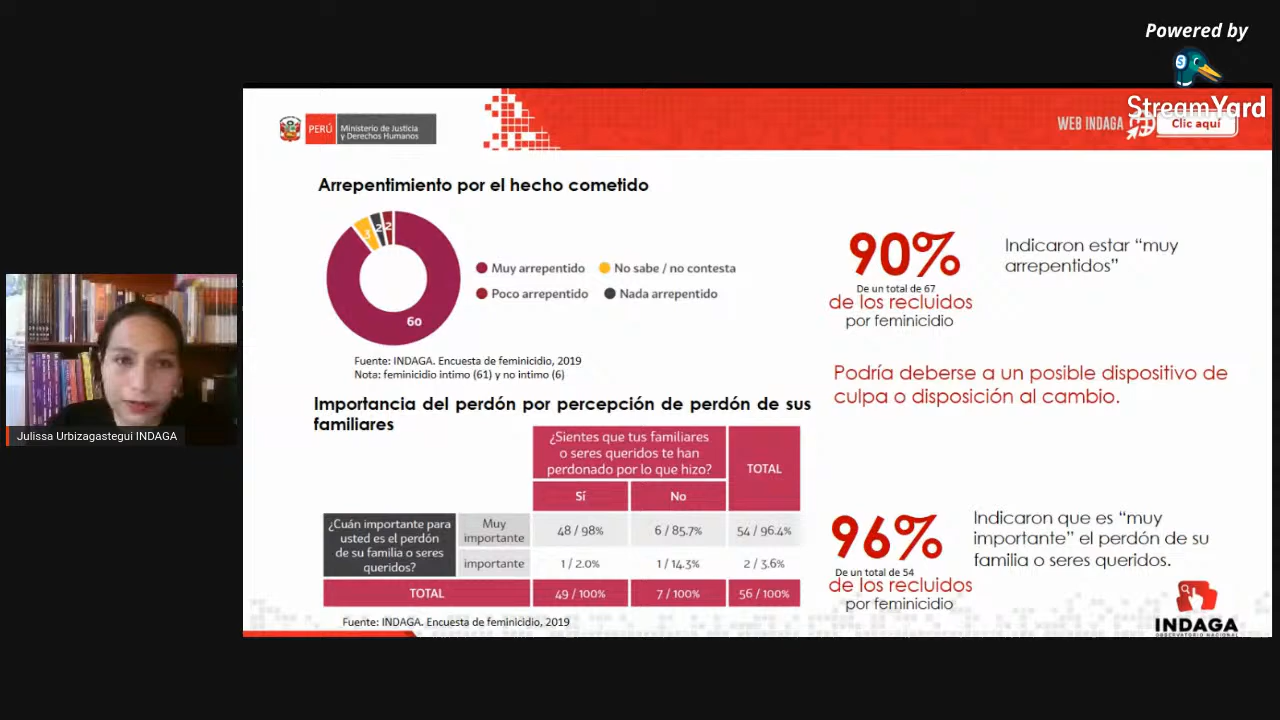 Powered by
StreamYard
PERÚ
Ministerio de Justicia
y Derechos Humanos
WEB INDAGA
Clic aquí
Arrepentimiento por el hecho cometido
3
2
2
60
Muy arrepentido
No sabe / no contesta
Poco arrepentido
Nada arrepentido
Fuente: INDAGA. Encuesta de feminicidio, 2019
Nota: feminicidio intimo (61) y no intimo (6)
90%
De un total de 67
de los recluidos
por feminicidio
Indicaron estar “muy
arrepentidos”
Podría deberse a un posible dispositivo de
culpa o disposición al cambio.
Importancia del perdón por percepción de perdón de sus
familiares
¿Sientes que tus familiares
o seres queridos te han
perdonado por lo que hizo?
TOTAL
Sí
No
¿Cuán importante para
usted es el perdón
de su familia o seres
queridos?
Muy
importante
48 / 98%
6 / 85.7%
54 / 96.4%
importante
1 / 2.0%
1 / 14.3%
2 / 3.6%
TOTAL
49 / 100%
7 / 100%
56 / 100%
Fuente: INDAGA. Encuesta de feminicidio, 2019
96%
De un total de 54
de los recluidos
por feminicidio
Indicaron que es “muy
importante” el perdón de su
familia o seres queridos.
INDAGA
OBSERVATORIO NACIONAL
Julissa Urbizagastegui INDAGA